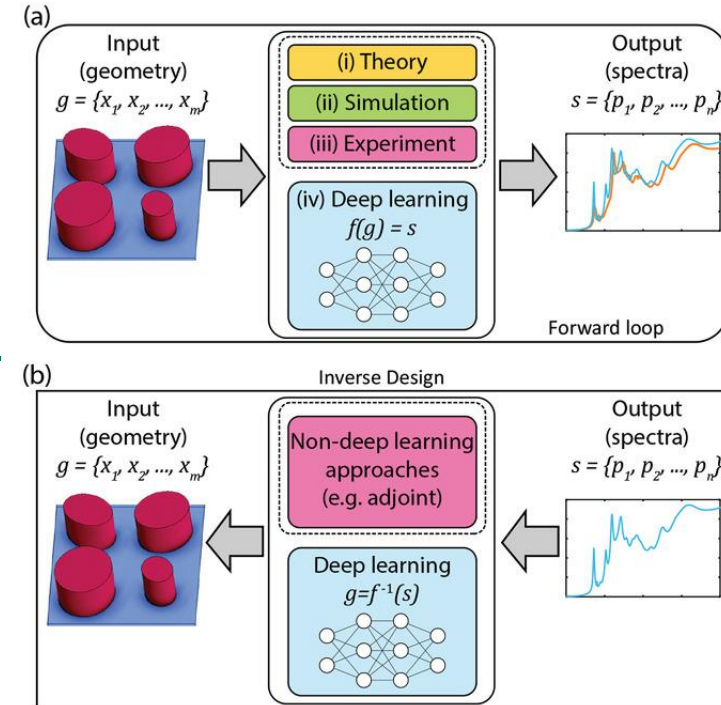 (a)
Input
(geometry)
g = {x₁, x₂, ..., xₘ}
(i) Theory
(ii) Simulation
(iii) Experiment
(iv) Deep learning
f(g) = s
Output
(spectra)
s = {p₁, p₂, ..., pₙ}
Forward loop
(b)
Inverse Design
Input
(geometry)
g = {x₁, x₂, ..., xₘ}
Non-deep learning
approaches
(e.g. adjoint)
Deep learning
g=f⁻¹(s)
Output
(spectra)
s = {p₁, p₂, ..., pₙ}